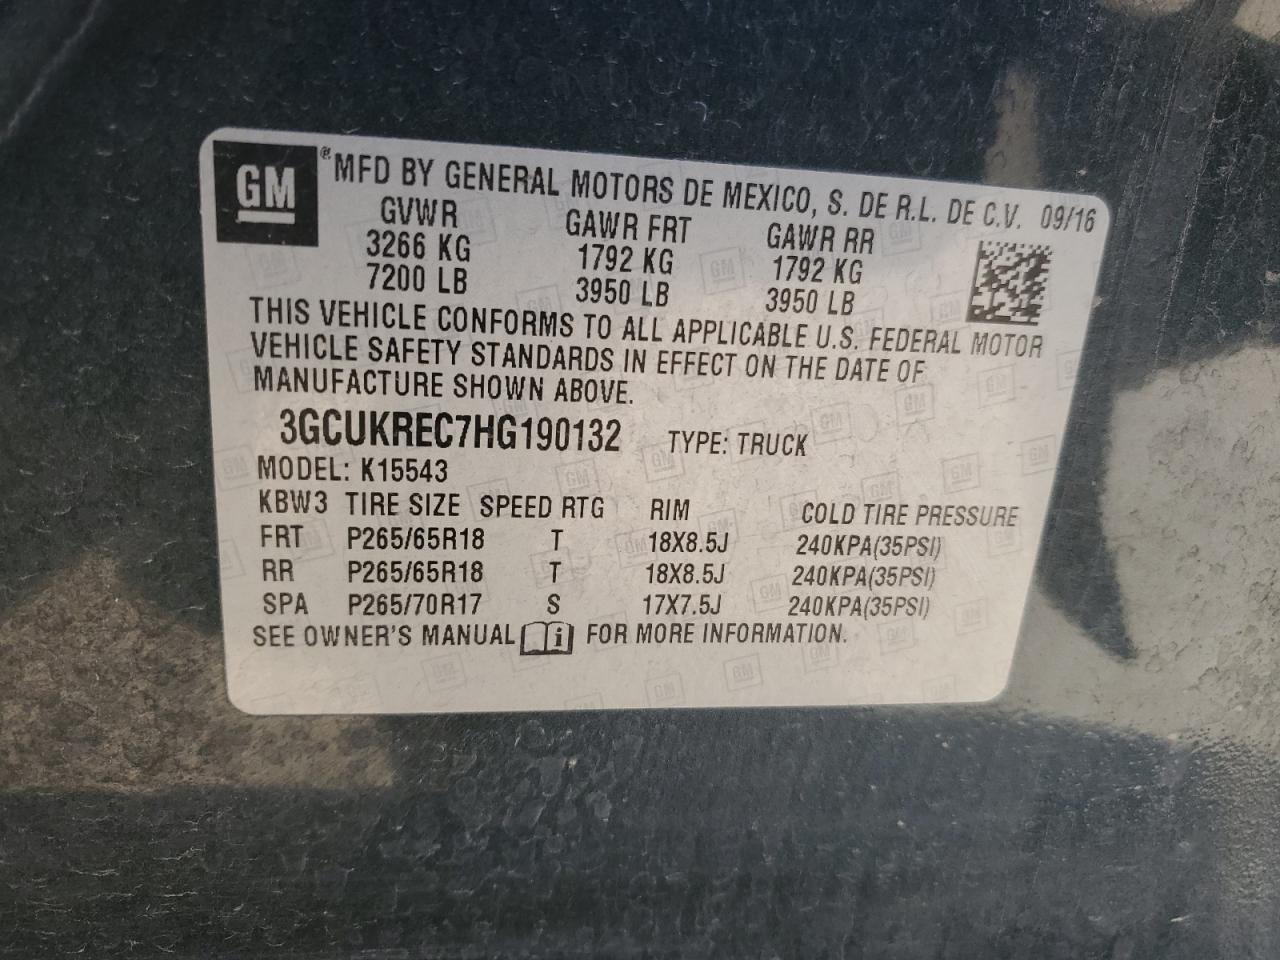 GM ® MFD BY GENERAL MOTORS DE MEXICO, S. DE R.L. DE C.V. 09/16
GVWR GAWR FRT GAWR RR
3266 KG 1792 KG 1792 KG
7200 LB 3950 LB 3950 LB
THIS VEHICLE CONFORMS TO ALL APPLICABLE U.S. FEDERAL MOTOR
VEHICLE SAFETY STANDARDS IN EFFECT ON THE DATE OF
MANUFACTURE SHOWN ABOVE.
3GCUKREC7HG190132 TYPE: TRUCK
MODEL: K15543
KBW3 TIRE SIZE SPEED RTG RIM COLD TIRE PRESSURE
FRT P265/65R18 T 18X8.5J 240KPA(35PSI)
RR P265/65R18 T 18X8.5J 240KPA(35PSI)
SPA P265/70R17 S 17X7.5J 240KPA(35PSI)
SEE OWNER'S MANUAL i FOR MORE INFORMATION.